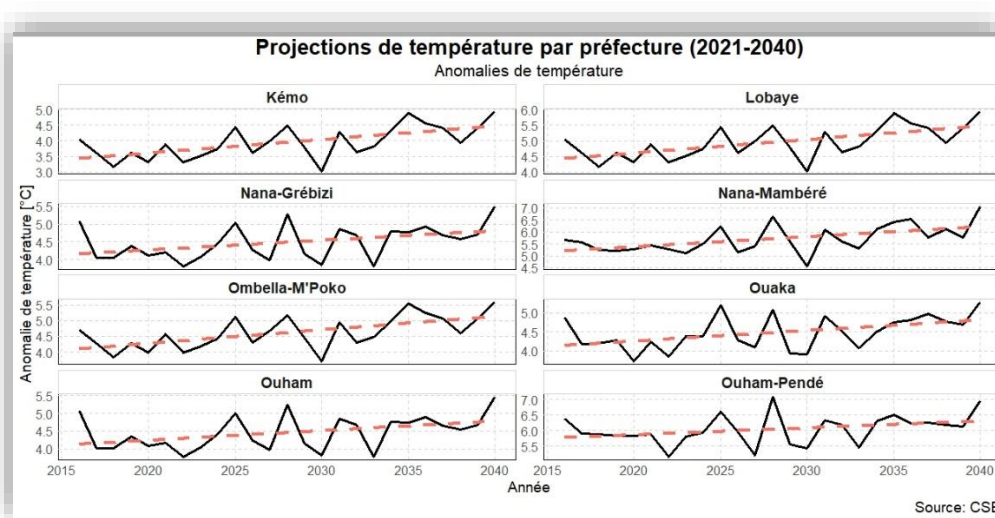 Projections de température par préfecture (2021-2040)
Anomalies de température
Kémo
5.0
4.5
4.0
3.5
3.0
Lobaye
6.0
5.5
5.0
4.5
4.0
Nana-Grébizi
5.5
5.0
4.5
4.0
Nana-Mambéré
7.0
6.5
6.0
5.5
5.0
4.5
Ombella-M'Poko
5.5
5.0
4.5
4.0
Ouaka
5.0
4.5
4.0
Ouham
5.5
5.0
4.5
4.0
Ouham-Pendé
7.0
6.5
6.0
5.5
Anomalie de température [°C]
2015 2020 2025 2030 2035 2040
2015 2020 2025 2030 2035 2040
Année
Source: CSE